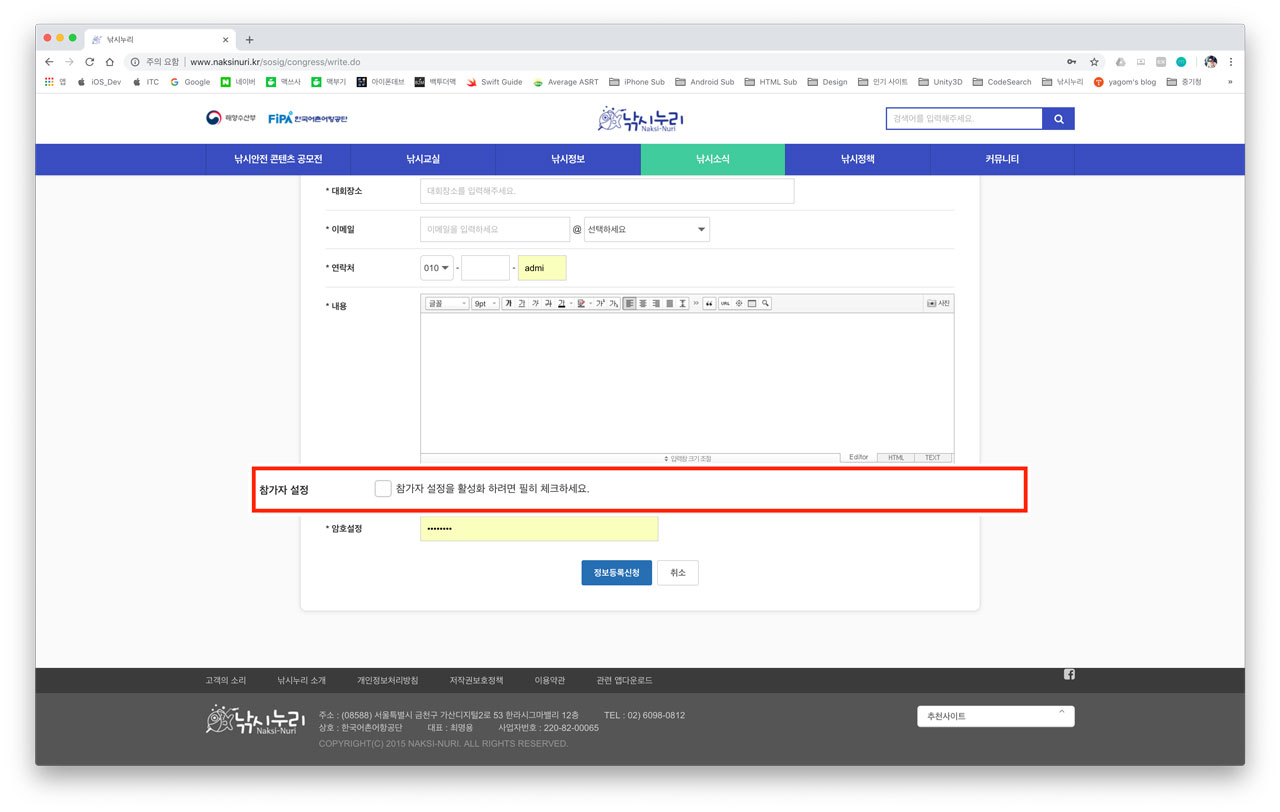 낚시누리
주의 요함 | www.naksinuri.kr/sosig/congress/write.do
앱 iOS_Dev ITC Google 네이버 맥쓰사 맥부기 아이폰데브 백투더맥 Swift Guide Average ASRT iPhone Sub Android Sub HTML Sub Design 인기 사이트 Unity3D CodeSearch 낚시누리 yagom's blog 중기청 »
해양수산부 FiPA 한국어촌어항공단 낚시누리 Naksi-Nuri 검색어를 입력해주세요.
낚시안전 콘텐츠 공모전 낚시교실 낚시정보 낚시소식 낚시정책 커뮤니티
* 대회장소 대회장소를 입력해주세요.
* 이메일 이메일을 입력하세요 @ 선택하세요
* 연락처 010 - - admi
* 내용 글꼴 9pt 가 가 가 가 가 가 가 URL 사진
입력창 크기 조절 Editor HTML TEXT
참가자 설정 참가자 설정을 활성화 하려면 필히 체크하세요.
* 암호설정 ••••••••
정보등록신청 취소
고객의 소리 낚시누리 소개 개인정보처리방침 저작권보호정책 이용약관 관련 앱다운로드
낚시누리 Naksi-Nuri
주소 : (08588) 서울특별시 금천구 가산디지털2로 53 한라시그마밸리 12층 TEL : 02) 6098-0812
상호 : 한국어촌어항공단 대표 : 최명용 사업자번호 : 220-82-00065
COPYRIGHT(C) 2015 NAKSI-NURI. ALL RIGHTS RESERVED.
추천사이트